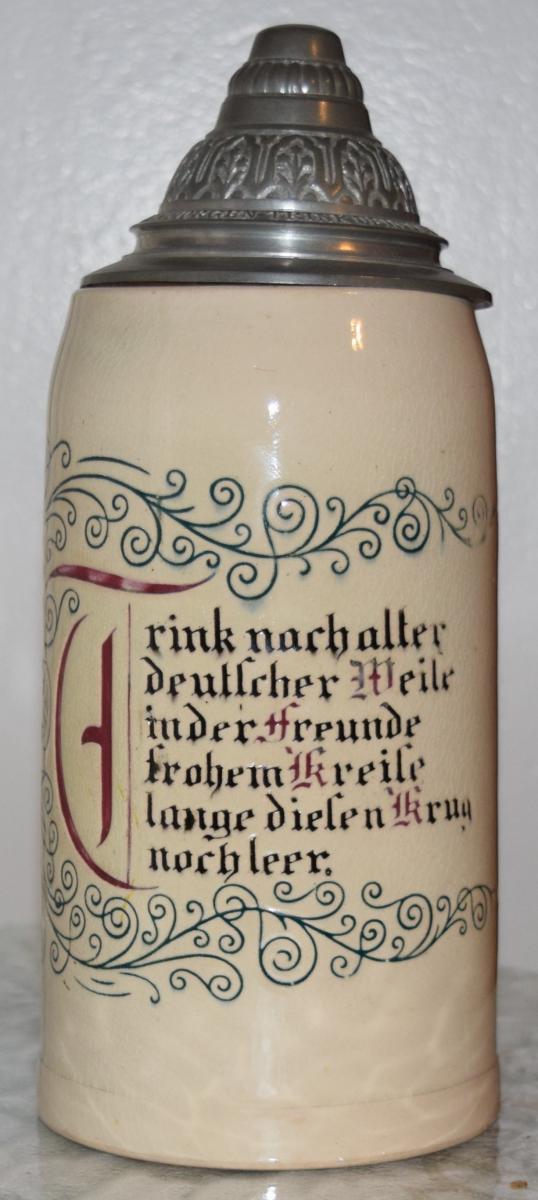 Trink nach alter
deutſcher Weiſe
in der Freunde
frohem Kreiſe
lange dieſen Krug
noch leer.